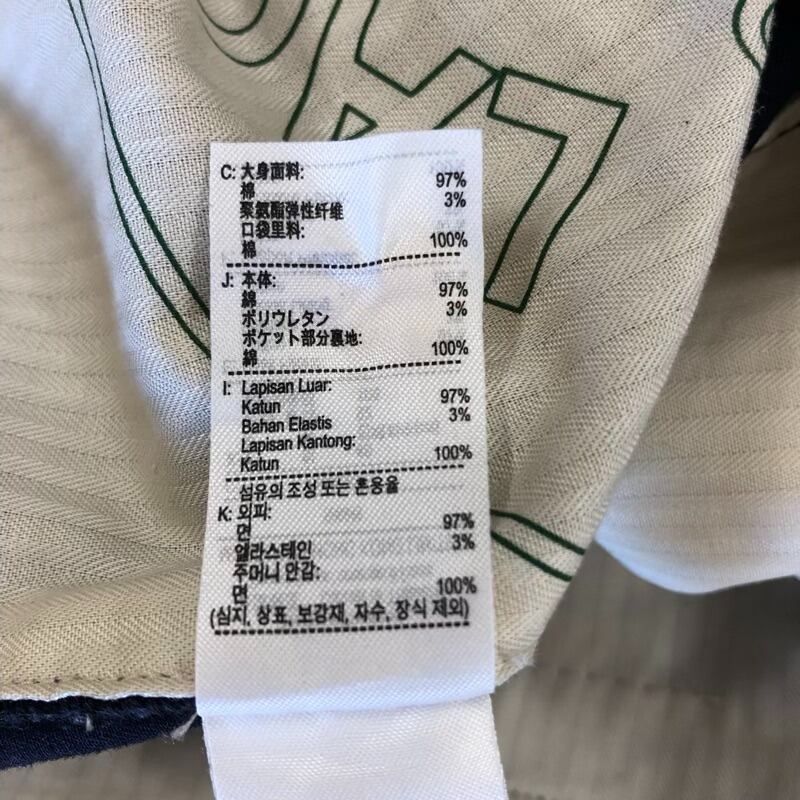 C: 大身面料:
棉 97%
聚氨酯弹性纤维 3%
口袋里料:
棉 100%
J: 本体:
綿 97%
ポリウレタン 3%
ポケット部分裏地:
綿 100%
I: Lapisan Luar:
Katun 97%
Bahan Elastis 3%
Lapisan Kantong:
Katun 100%
섬유의 조성 또는 혼용율
K: 외피:
면 97%
엘라스테인 3%
주머니 안감:
면 100%
(심지, 상표, 보강재, 자수, 장식 제외)